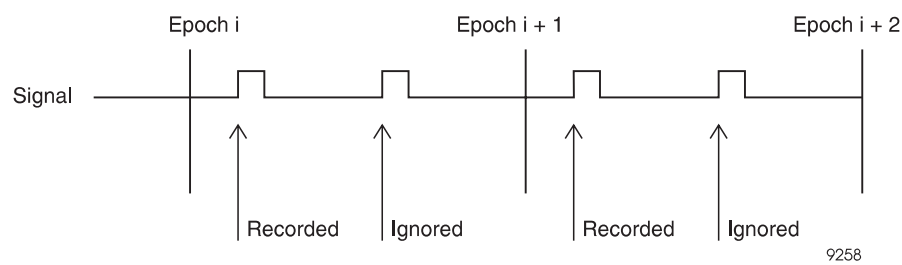 Epoch i Epoch i + 1 Epoch i + 2
Signal
Recorded Ignored Recorded Ignored
9258